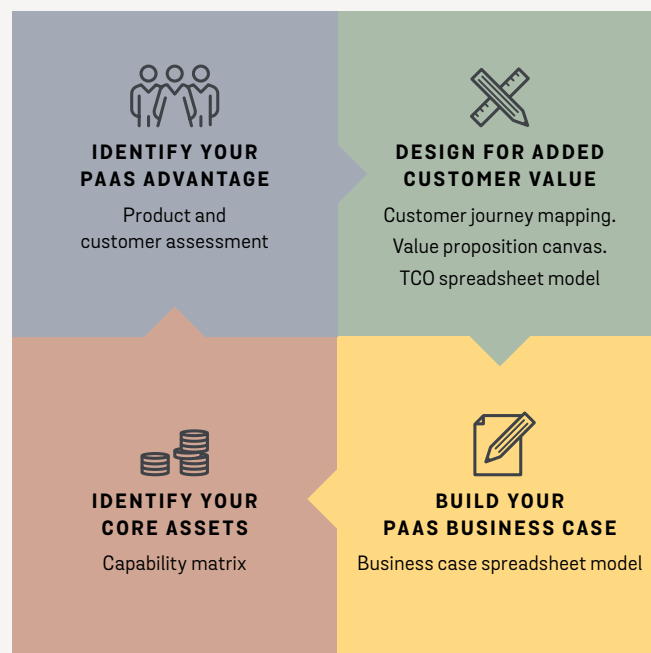 IDENTIFY YOUR
PAAS ADVANTAGE
Product and
customer assessment
DESIGN FOR ADDED
CUSTOMER VALUE
Customer journey mapping.
Value proposition canvas.
TCO spreadsheet model
IDENTIFY YOUR
CORE ASSETS
Capability matrix
BUILD YOUR
PAAS BUSINESS CASE
Business case spreadsheet model